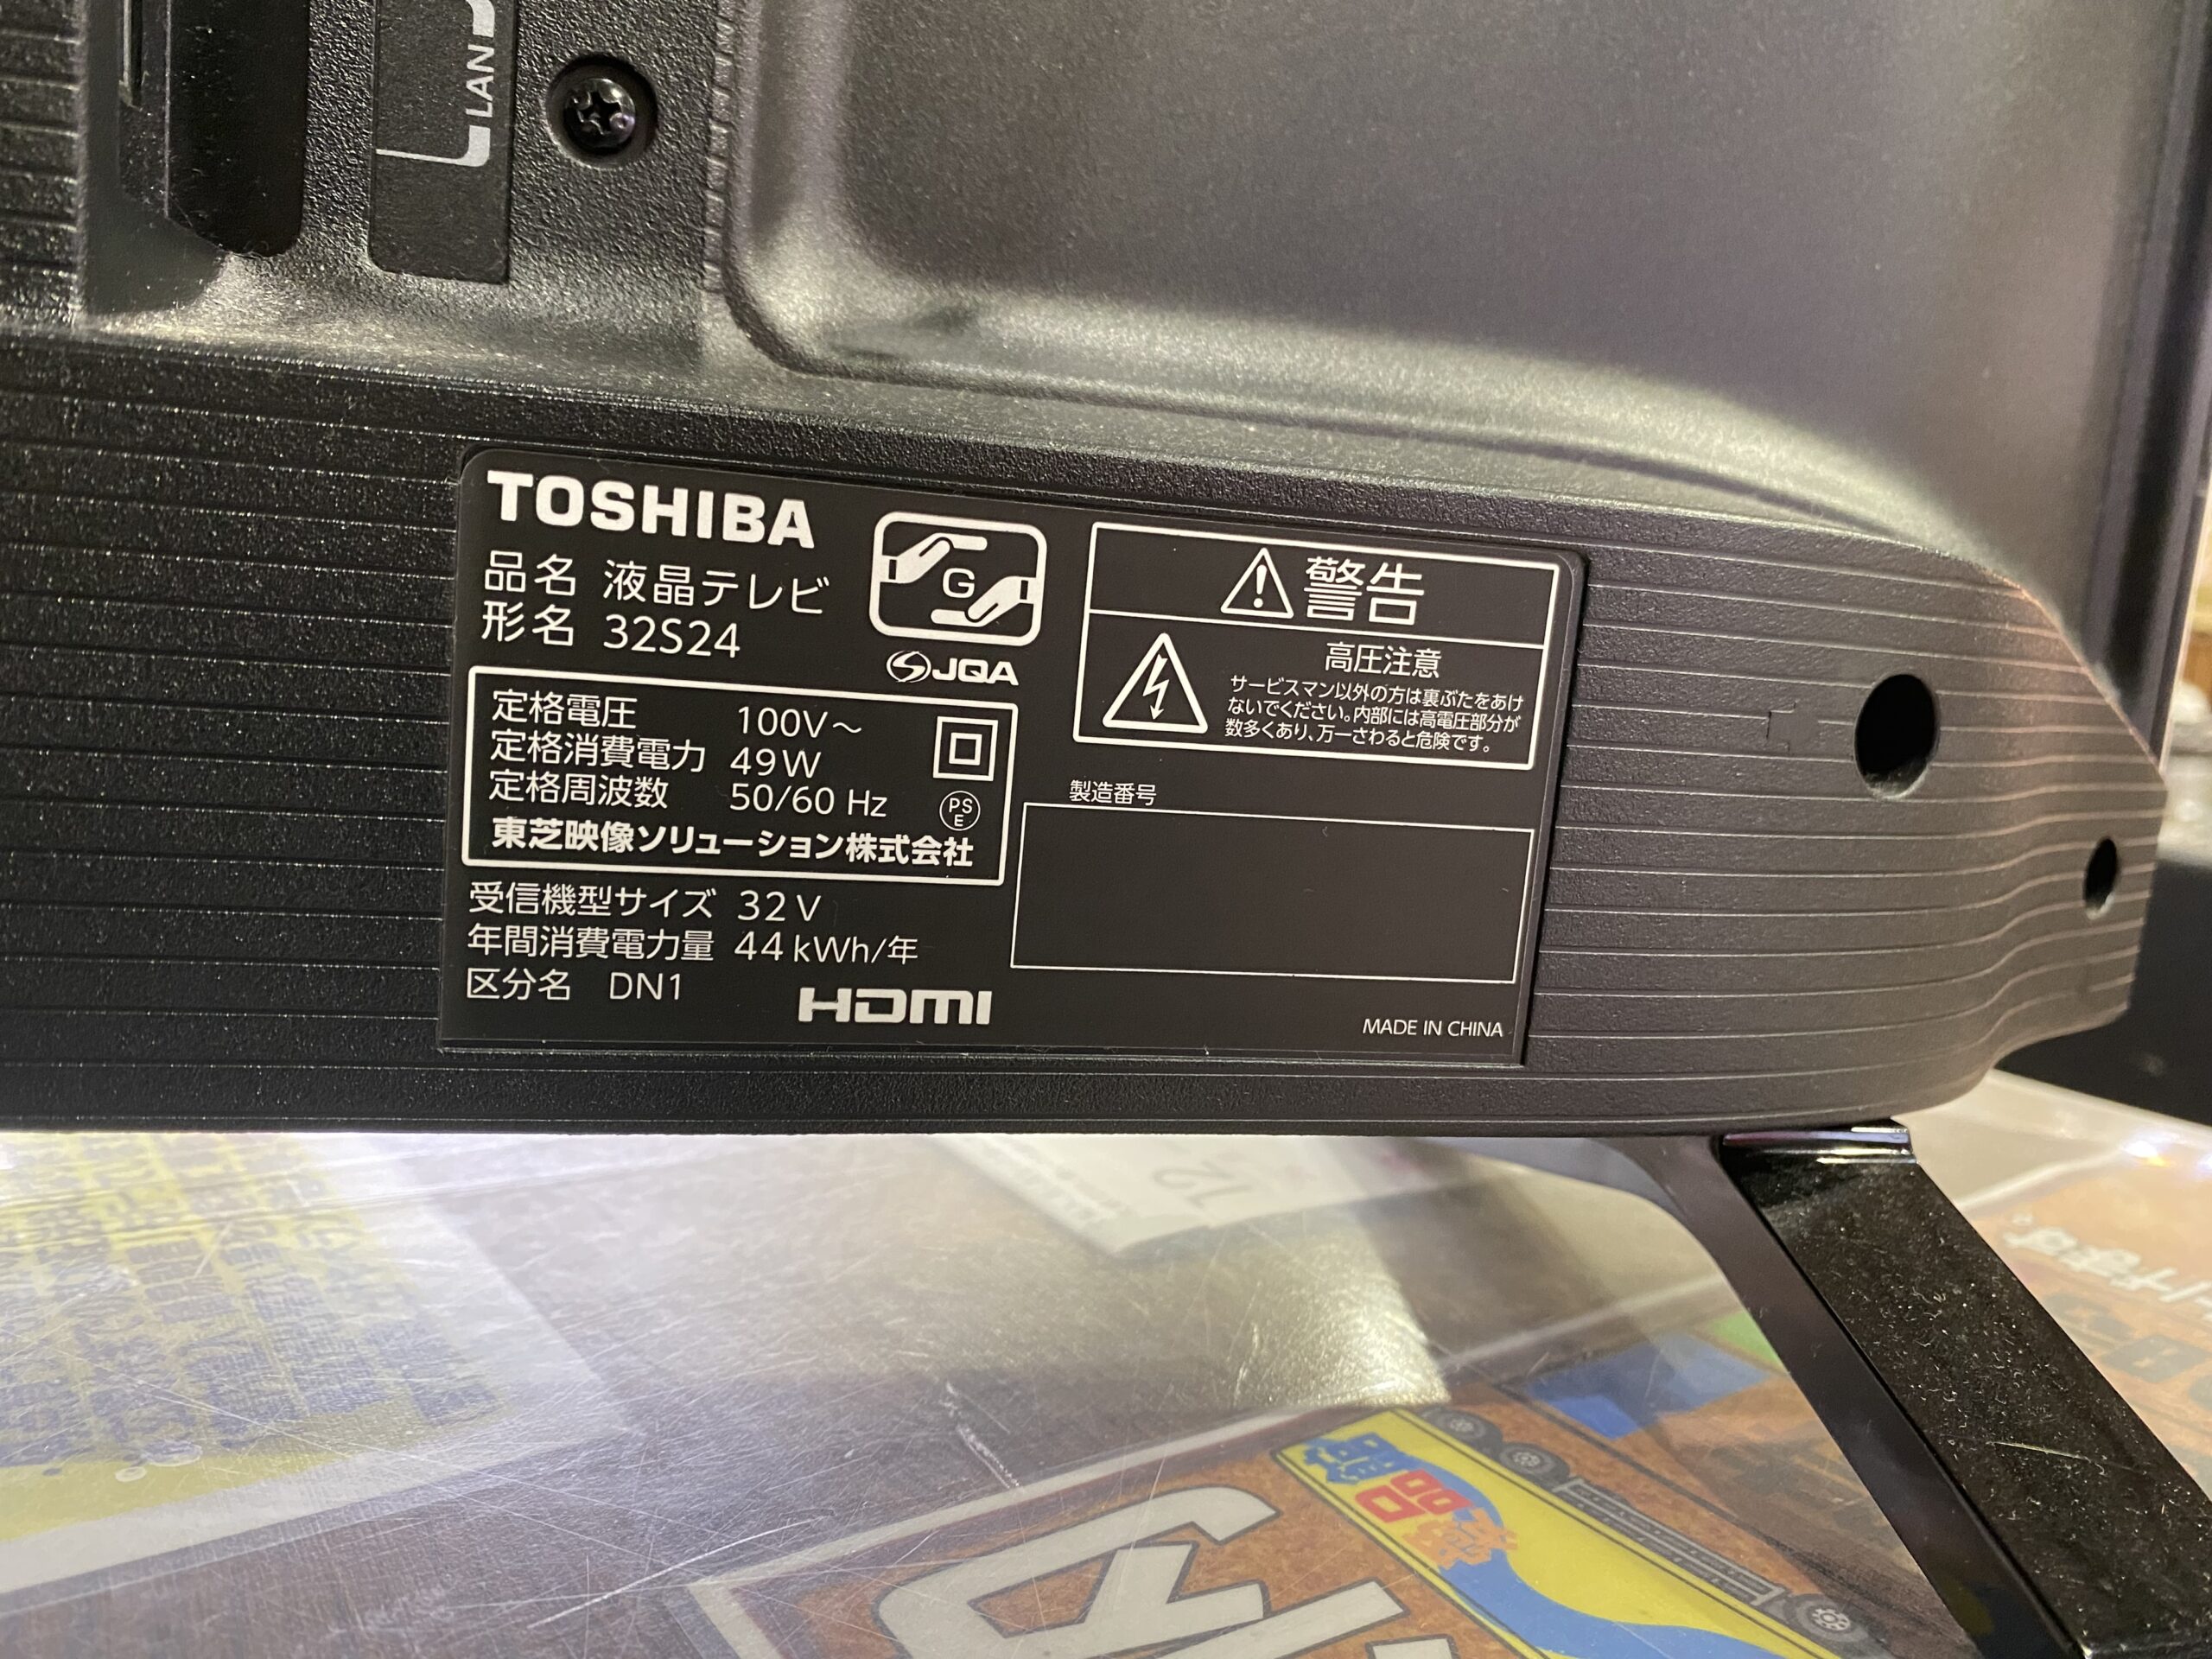 LAN
TOSHIBA
品名 液晶テレビ
形名 32S24
G
JQA
定格電圧 100V～
定格消費電力 49W
定格周波数 50/60 Hz
PS
E
東芝映像ソリューション株式会社
受信機型サイズ 32V
年間消費電力量 44kWh/年
区分名 DN1
HDMI
警告
高圧注意
サービスマン以外の方は裏ぶたをあけ
ないでください。内部には高電圧部分が
数多くあり、万一さわると危険です。
製造番号
MADE IN CHINA
12